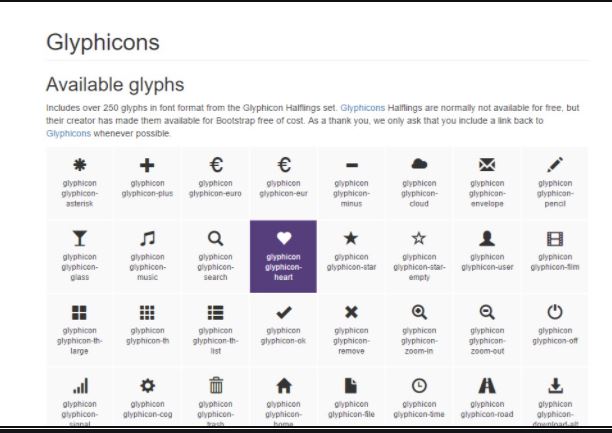 Glyphicons
Available glyphs
Includes over 250 glyphs in font format from the Glyphicon Halflings set. Glyphicons Halflings are normally not available for free, but
their creator has made them available for Bootstrap free of cost. As a thank you, we only ask that you include a link back to
Glyphicons whenever possible.
glyphicon glyphicon glyphicon glyphicon glyphicon glyphicon glyphicon glyphicon
glyphicon- glyphicon-plus glyphicon-euro glyphicon-eur glyphicon- glyphicon- glyphicon- glyphicon-
asterisk minus cloud envelope pencil
glyphicon glyphicon glyphicon glyphicon glyphicon glyphicon glyphicon glyphicon
glyphicon- glyphicon- glyphicon- glyphicon- glyphicon-star glyphicon-star- glyphicon-user glyphicon-film
glass music search heart empty
glyphicon glyphicon glyphicon glyphicon glyphicon glyphicon glyphicon glyphicon
glyphicon-th- glyphicon-th glyphicon-th- glyphicon-ok glyphicon- glyphicon- glyphicon- glyphicon-off
large list remove zoom-in zoom-out
glyphicon glyphicon glyphicon glyphicon glyphicon glyphicon glyphicon glyphicon
glyphicon- glyphicon-cog glyphicon- glyphicon- glyphicon-file glyphicon-time glyphicon-road glyphicon-
signal trash home download-alt